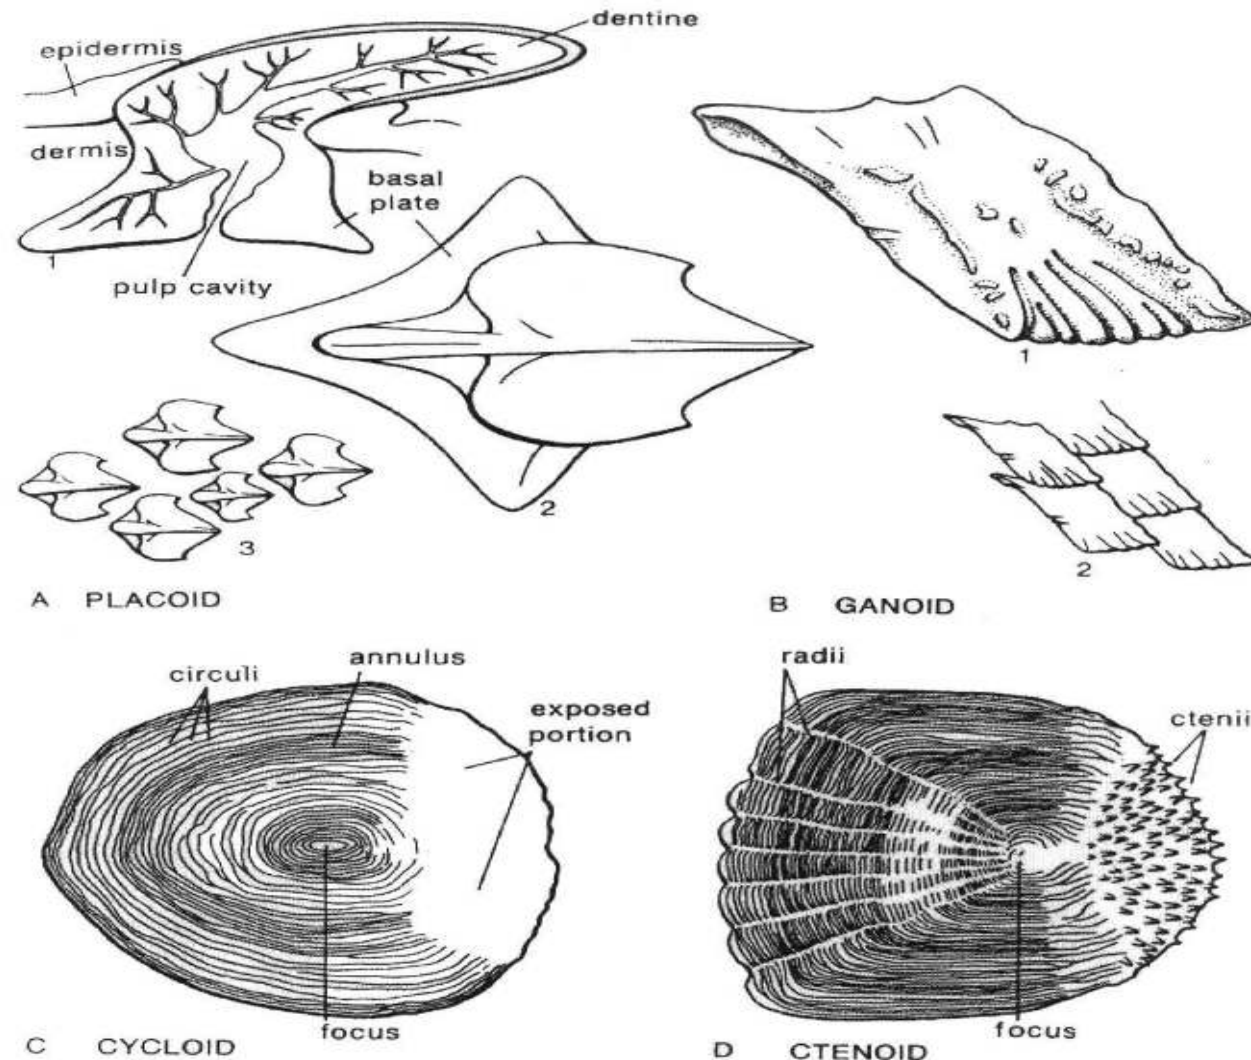 dentine
epidermis
dermis
basal
plate
1
pulp cavity
1
2
3
2
A PLACOID
B GANOID
radii
annulus
circuli
ctenii
exposed
portion
focus
focus
C CYCLOID
D CTENOID